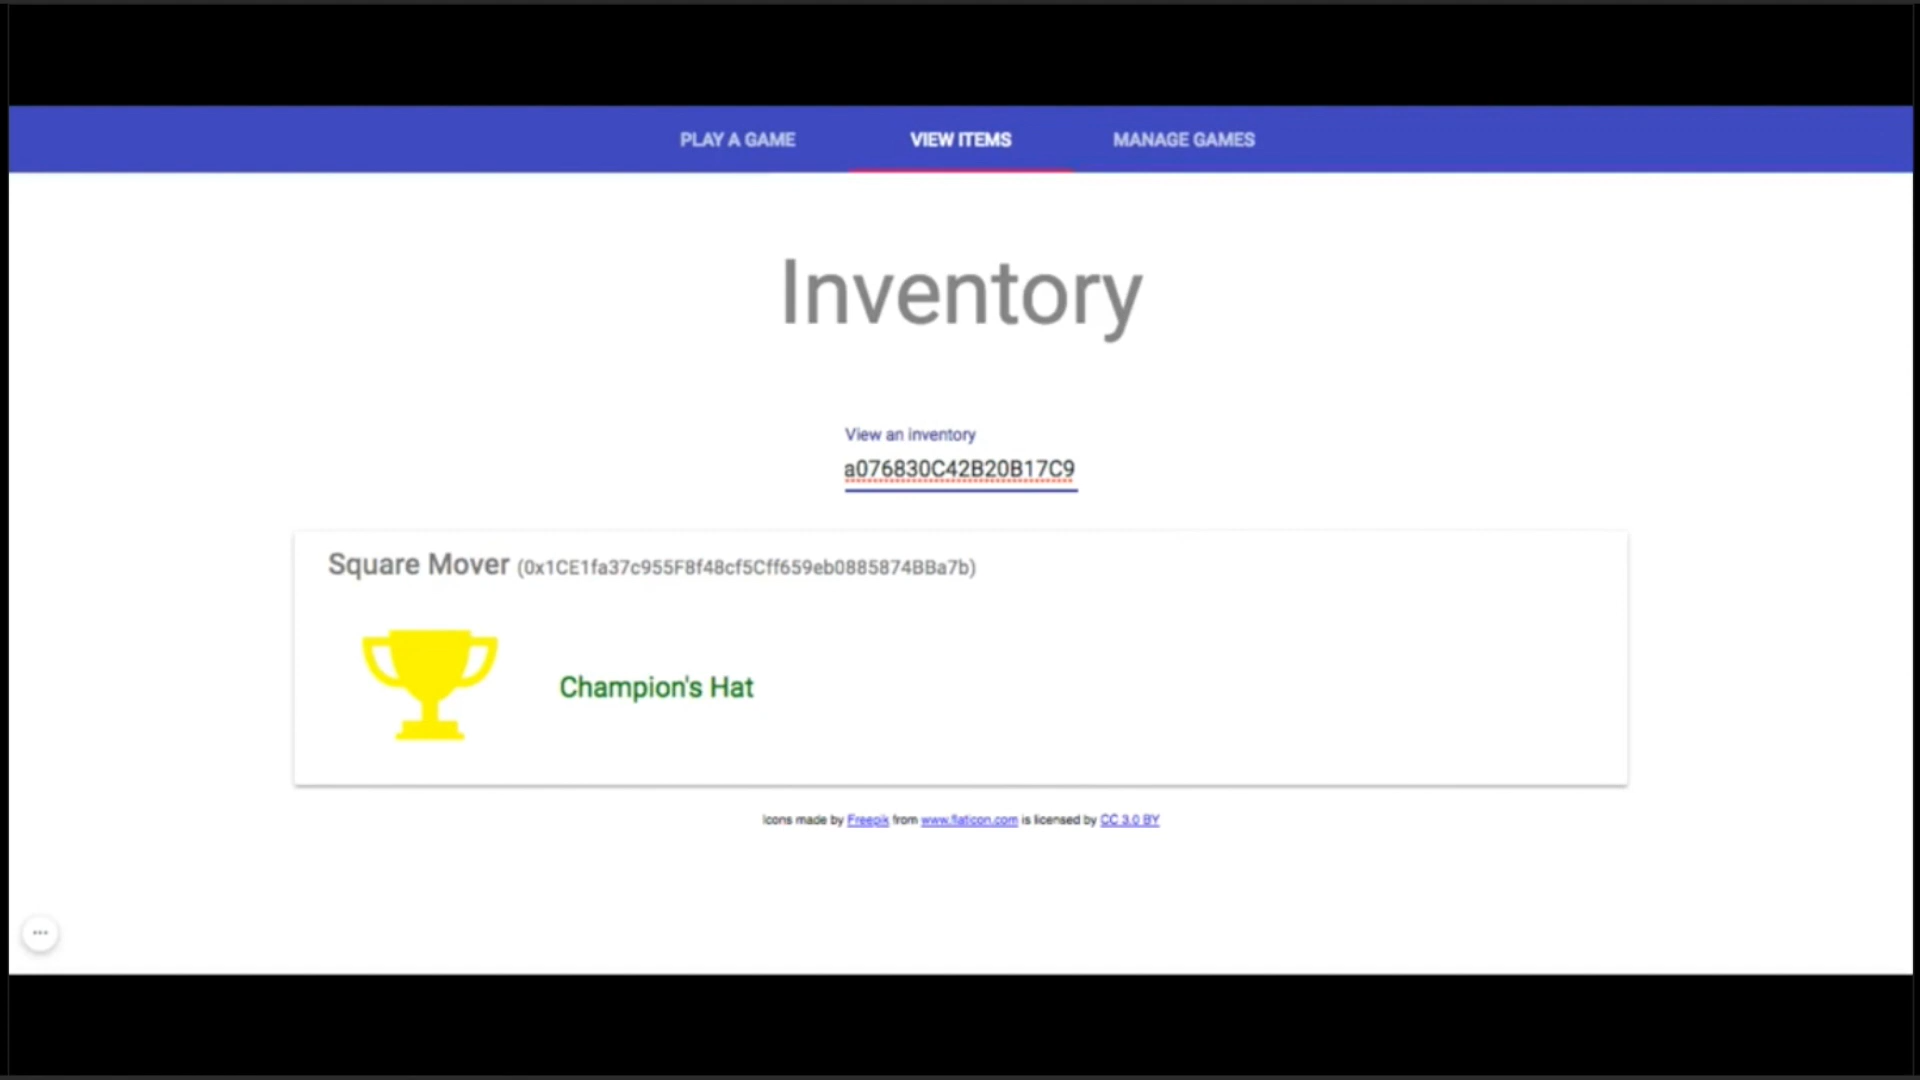 PLAY A GAME VIEW ITEMS MANAGE GAMES
Inventory
View an inventory
a076830C42B20B17C9
Square Mover (0x1CE1fa37c955F8f48cf5Cff659eb0885874BBa7b)
Champion's Hat
Icons made by Freepik from www.flaticon.com is licensed by CC 3.0 BY